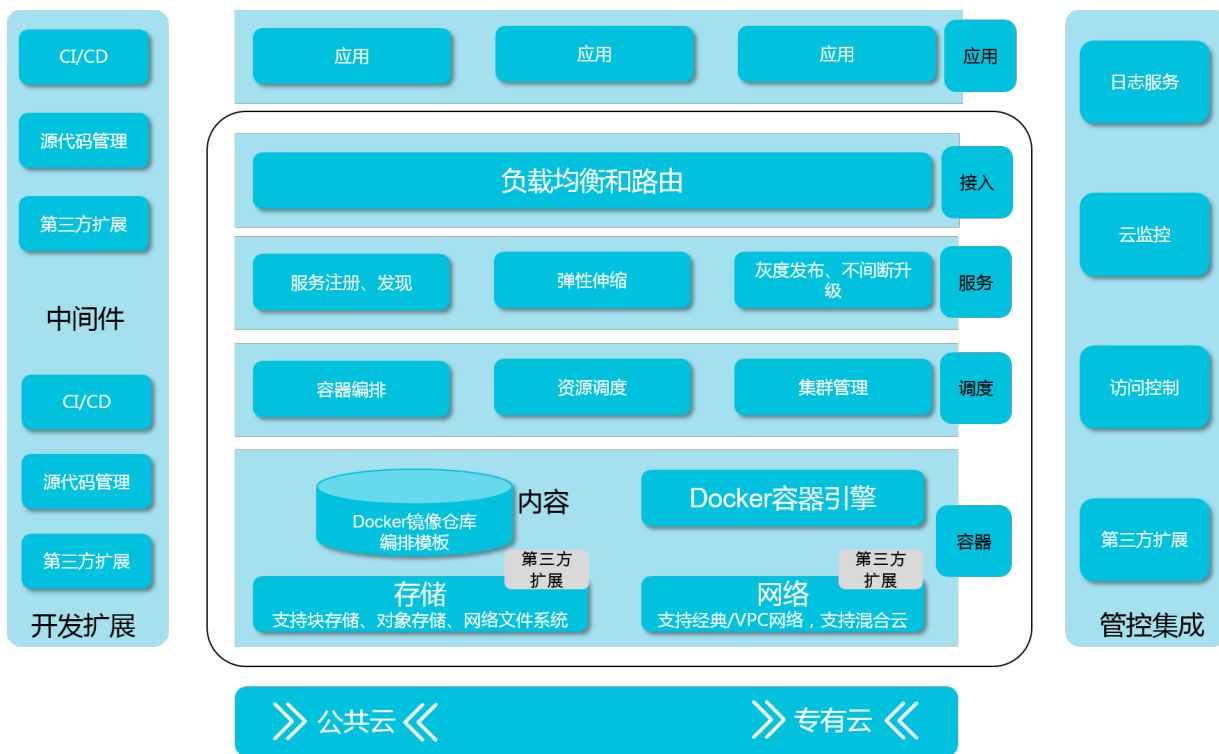 CI/CD
源代码管理
第三方扩展
中间件
CI/CD
源代码管理
第三方扩展
开发扩展
应用
应用
应用
应用
负载均衡和路由
接入
服务注册、发现
弹性伸缩
灰度发布、不间断升
级
服务
容器编排
资源调度
集群管理
调度
Docker镜像仓库
编排模板
内容
Docker容器引擎
容器
第三方
扩展
存储
支持块存储、对象存储、网络文件系统
第三方
扩展
网络
支持经典/VPC网络，支持混合云
公共云
专有云
日志服务
云监控
访问控制
第三方扩展
管控集成